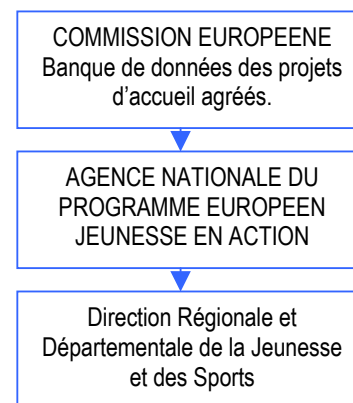 COMMISSION EUROPEENE
Banque de données des projets
d’accueil agréés.
AGENCE NATIONALE DU
PROGRAMME EUROPEEN
JEUNESSE EN ACTION
Direction Régionale et
Départementale de la Jeunesse
et des Sports